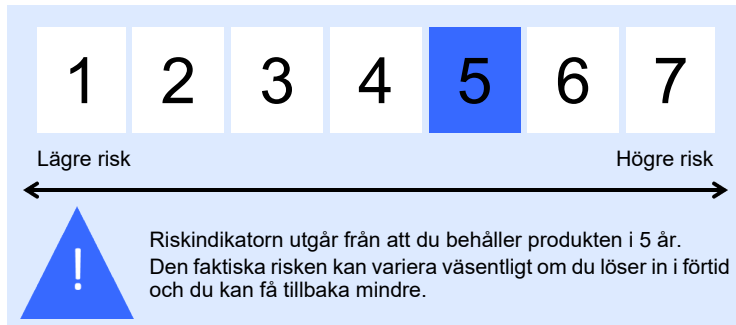 1 2 3 4 5 6 7
Lägre risk Högre risk
!
Riskindikatorn utgår från att du behåller produkten i 5 år.
Den faktiska risken kan variera väsentligt om du löser in i förtid
och du kan få tillbaka mindre.